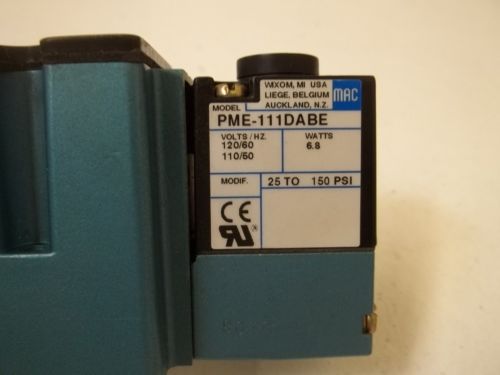 WIXOM, MI USA
LIEGE, BELGIUM
AUCKLAND, N.Z.
MAC
MODEL
PME-111DABE
VOLTS / HZ.
WATTS
120/60
6.8
110/50
MODIF.
25 TO 150 PSI
CE
RU®